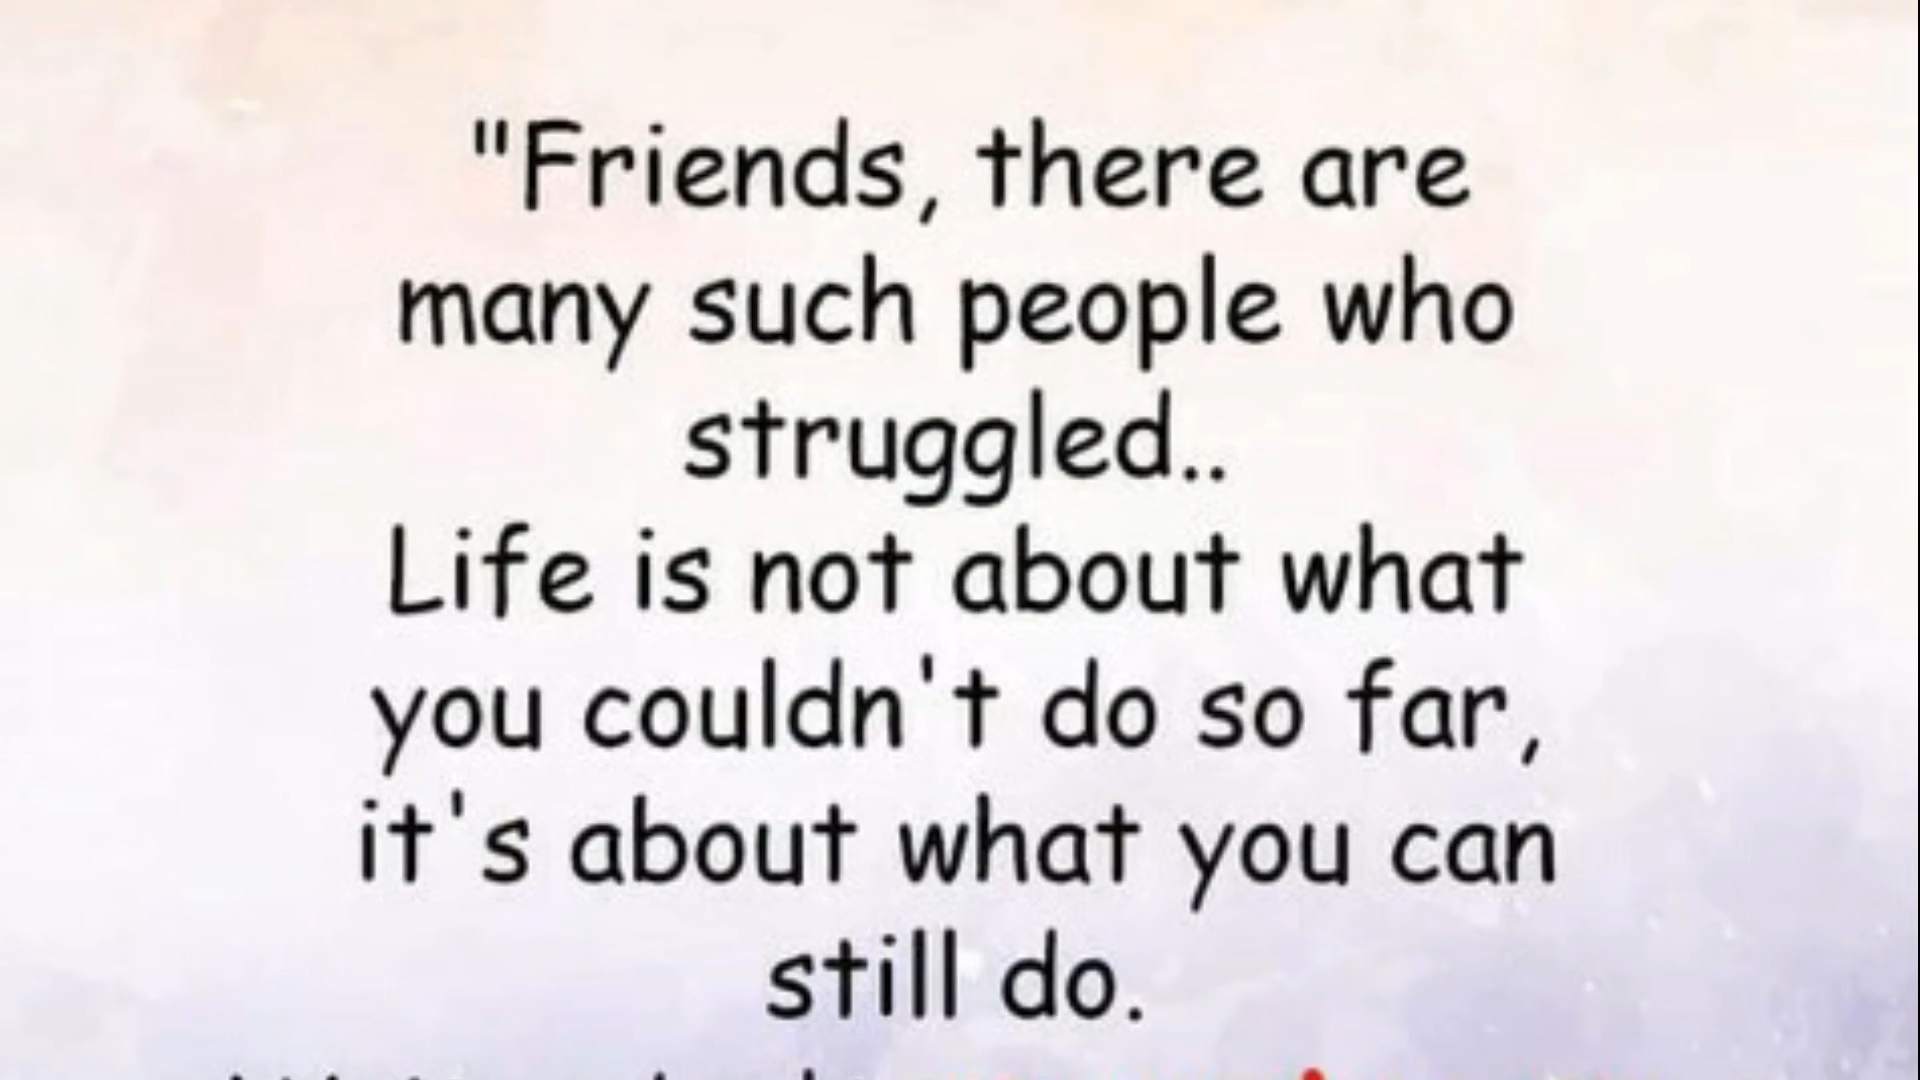 "Friends, there are
many such people who
struggled..
Life is not about what
you couldn't do so far,
it's about what you can
still do.